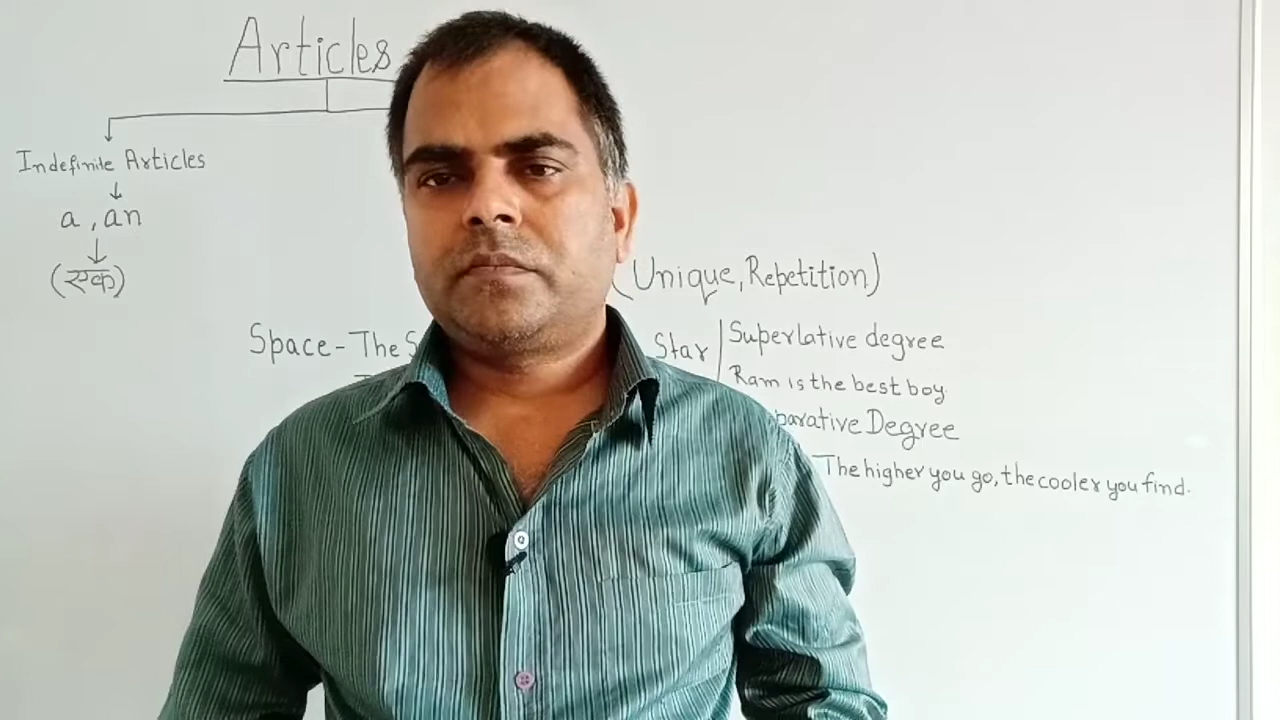 Articles
Indefinite Articles
a, an
(एक)
(Unique, Repetition)
Space - The
Star
Superlative degree
Ram is the best boy.
Degree
The higher you go, the cooler you find.